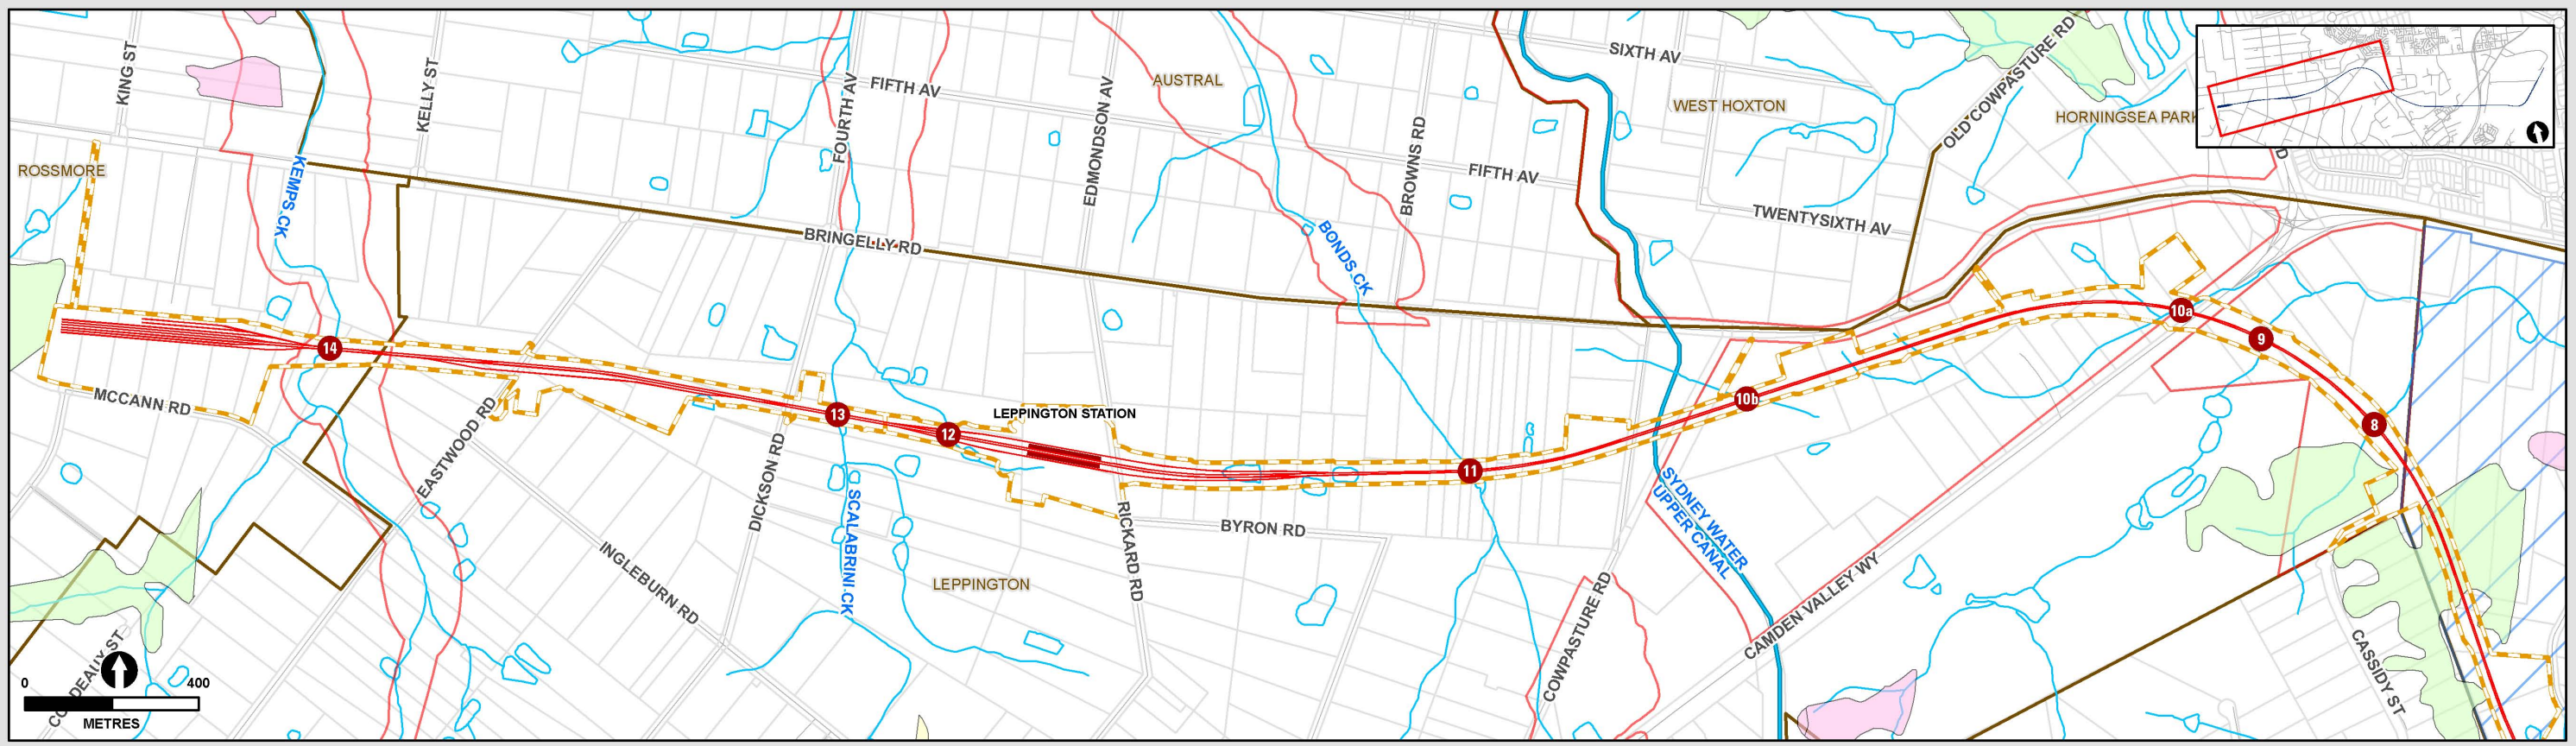 KING ST
KELLY ST
FIFTH AV
FOURTH AV
EDMONDSON AV
AUSTRAL
SIXTH AV
WEST HOXTON
OLD COWPASTURE RD
HORNINGSEA PARK
D
ROSSMORE
KEMPS CK
BROWNS RD
FIFTH AV
TWENTYSIXTH AV
BRINGELLY RD
BONDS CK
10a
9
14
8
10b
MCCANN RD
EASTWOOD RD
13
LEPPINGTON STATION
12
11
DICKSON RD
SCALABRINI CK
RICKARD RD
BYRON RD
SYDNEY WATER
UPPER CANAL
INGLEBURN RD
LEPPINGTON
COWPASTURE RD
CAMDEN VALLEY WY
CASSIDY ST
DEAUX ST
0 400
METRES